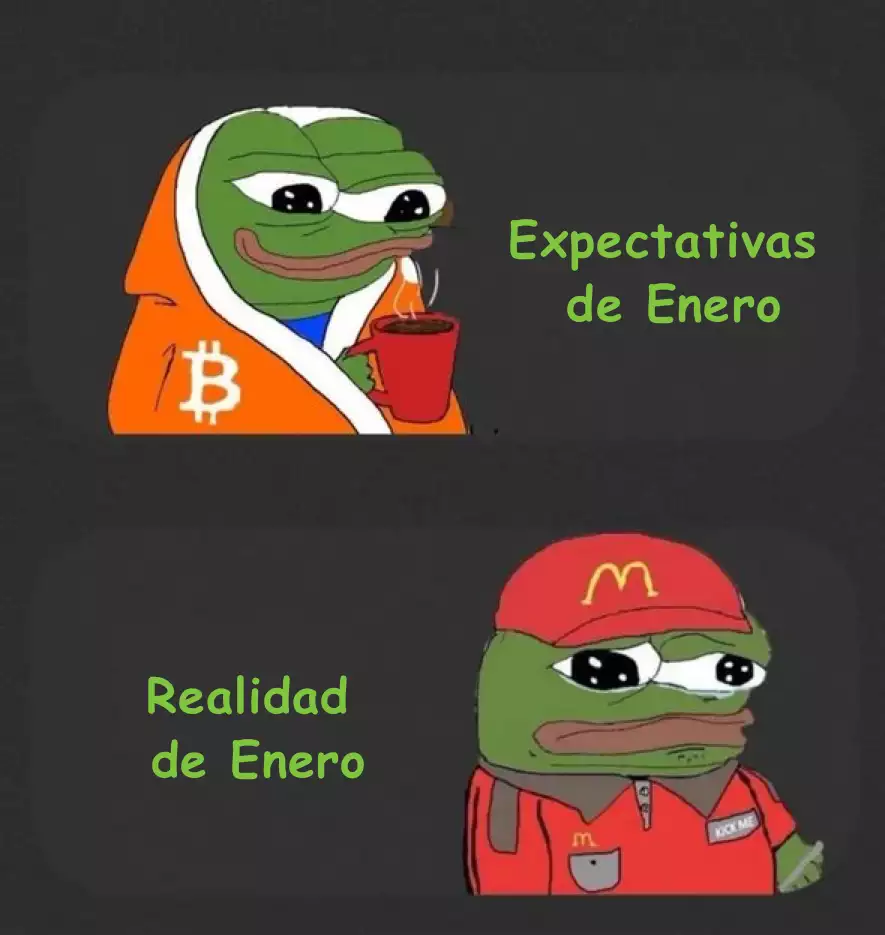 Expectativas
de Enero
₿
Realidad
de Enero
M
m
KICK ME